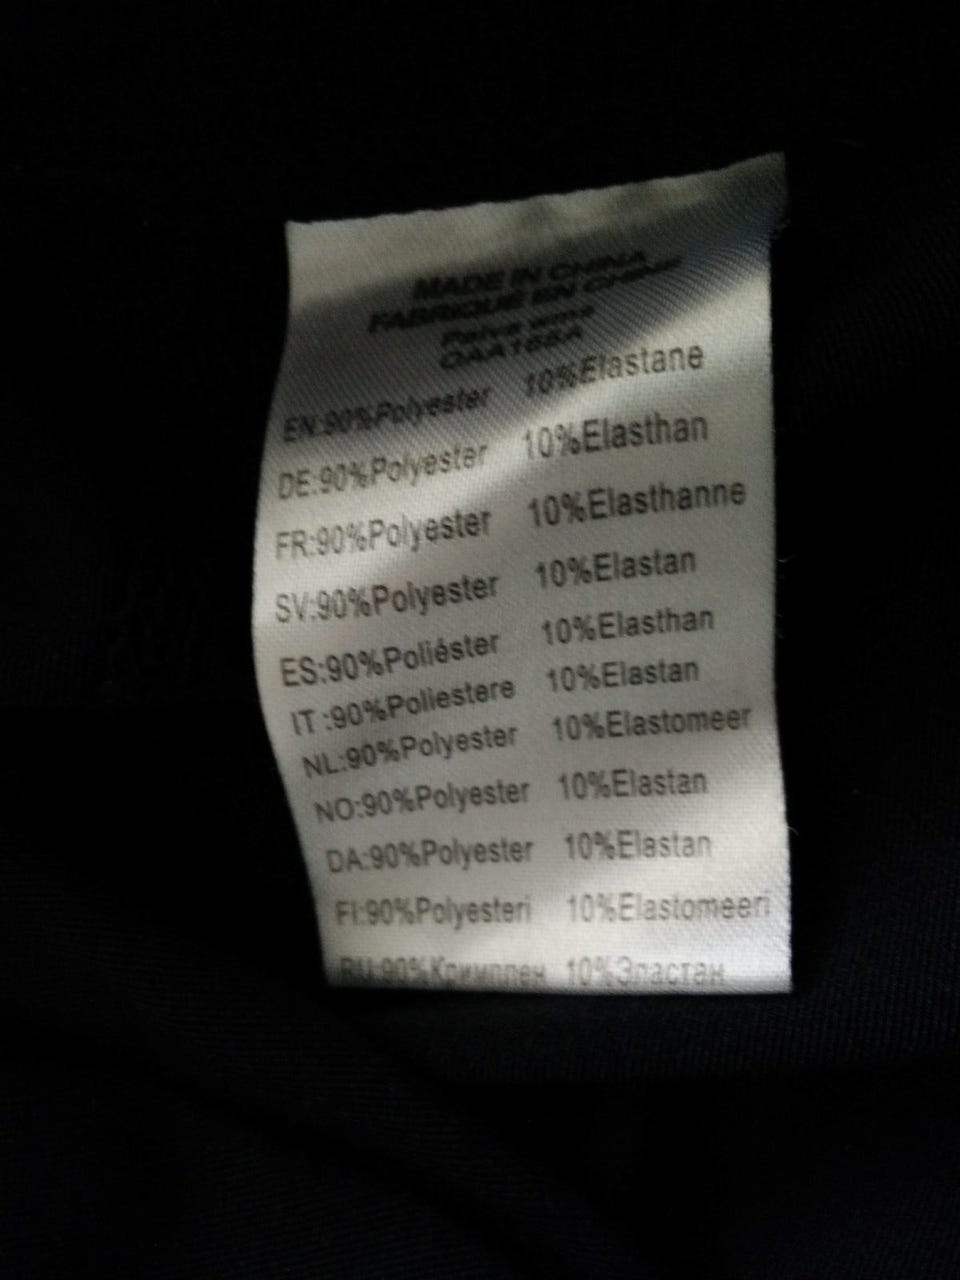 MADE IN CHINA
FABRIQUÉ EN CHINE
EN:90%Polyester 10%Elastane
DE:90%Polyester 10%Elasthan
FR:90%Polyester 10%Elasthanne
SV:90%Polyester 10%Elastan
ES:90%Poliéster 10%Elasthan
IT :90%Poliestere 10%Elastan
NL:90%Polyester 10%Elastomeer
NO:90%Polyester 10%Elastan
DA:90%Polyester 10%Elastan
FI:90%Polyesteri 10%Elastomeeri
RU:90%Кримплен 10%Эластан